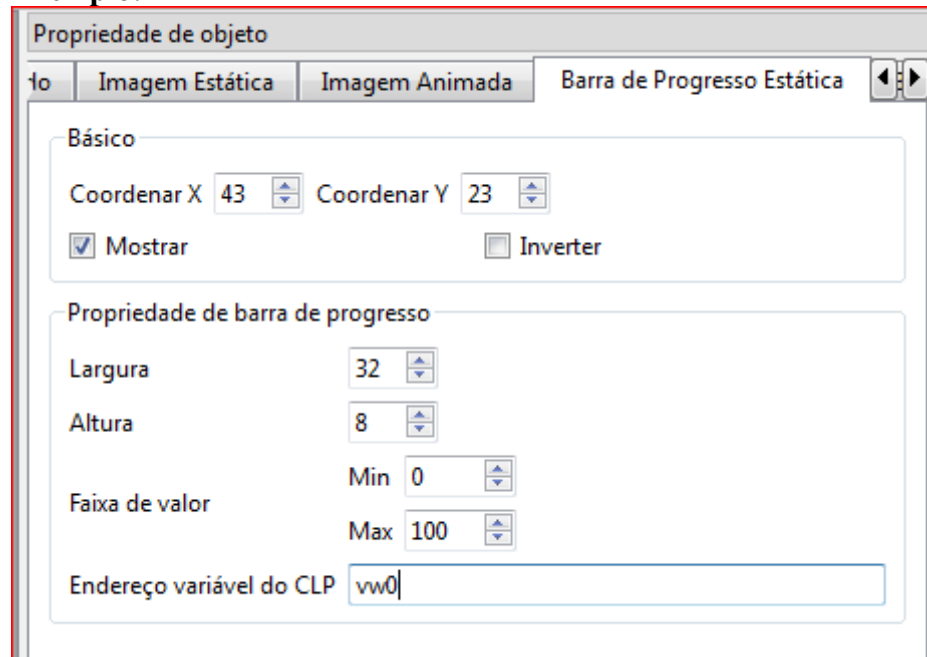 Propriedade de objeto
Imagem Estática Imagem Animada Barra de Progresso Estática
Básico
Coordenar X 43 Coordenar Y 23
Mostrar Inverter
Propriedade de barra de progresso
Largura 32
Altura 8
Min 0
Faixa de valor
Max 100
Endereço variável do CLP vw0